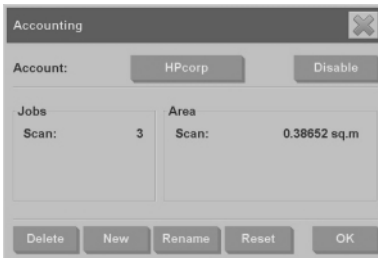 Accounting
Account: HPcorp Disable
Jobs Area
Scan: 3 Scan: 0.38652 sq.m
Delete New Rename Reset OK